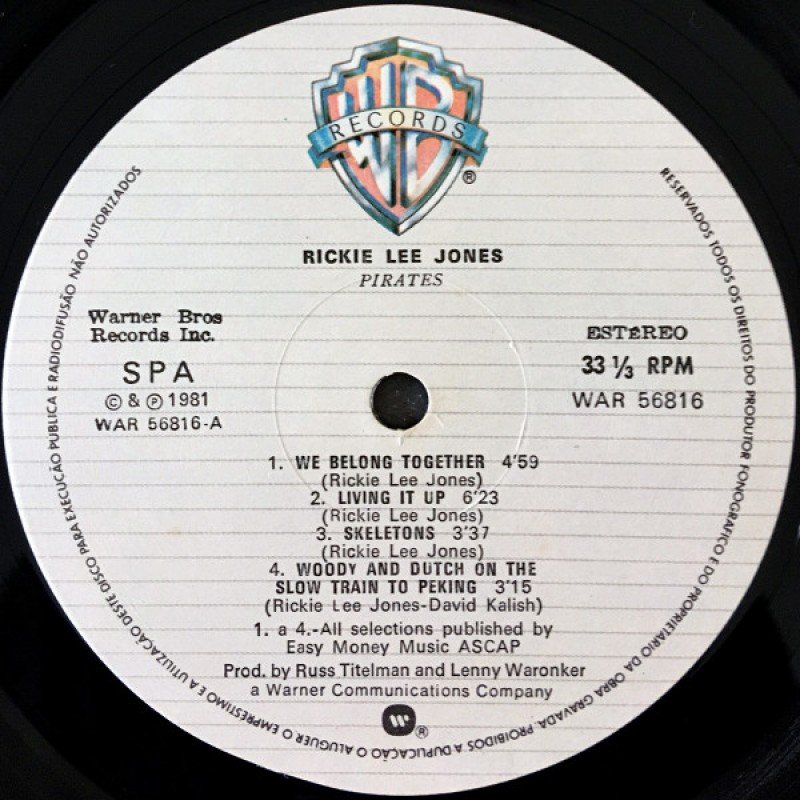 WB
RECORDS
®
RICKIE LEE JONES
PIRATES
Warner Bros
Records Inc.
SPA
© & ℗ 1981
WAR 56816-A
ESTÉREO
33 1/3 RPM
WAR 56816
1. WE BELONG TOGETHER 4'59
(Rickie Lee Jones)
2. LIVING IT UP 6'23
(Rickie Lee Jones)
3. SKELETONS 3'37
(Rickie Lee Jones)
4. WOODY AND DUTCH ON THE
SLOW TRAIN TO PEKING 3'15
(Rickie Lee Jones-David Kalish)
1. a 4.-All selections published by
Easy Money Music ASCAP
Prod. by Russ Titelman and Lenny Waronker
a Warner Communications Company
W ®
RESERVADOS TODOS OS DIREITOS DO PRODUTOR FONOGRAFICO E DO PROPRIETARIO DA OBRA GRAVADA. PROIBIDOS A DUPLICAÇÃO O ALUGUER O EMPRESTIMO E A UTILIZAÇÃO DESTE DISCO PARA EXECUÇÃO PUBLICA E RADIODIFUSÃO NÃO AUTORIZADOS